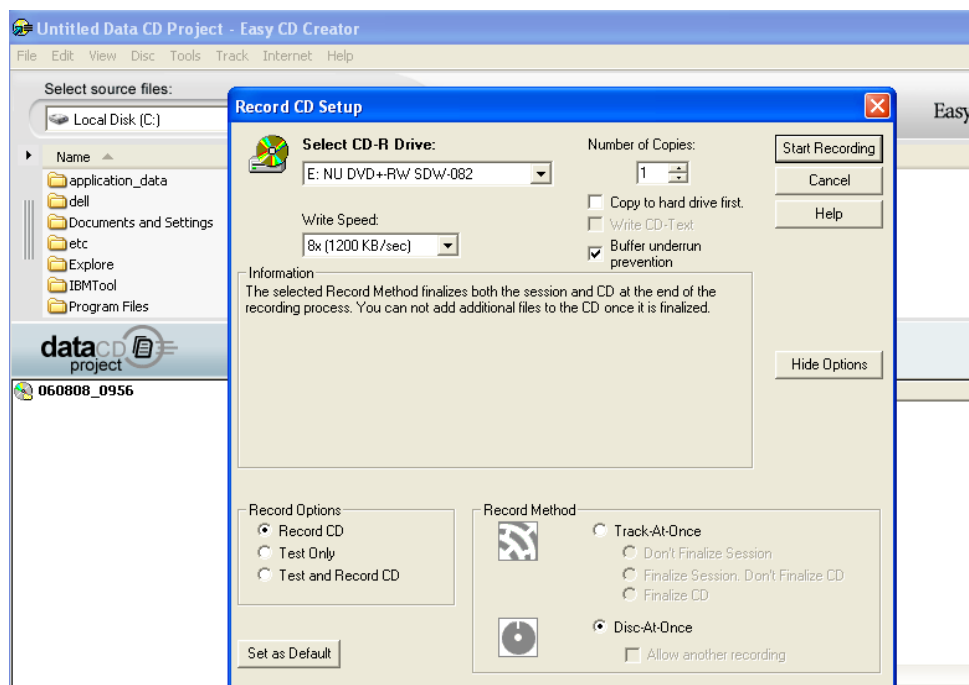 Untitled Data CD Project - Easy CD Creator
File Edit View Disc Tools Track Internet Help
Select source files:
Local Disk (C:)
Easy
Name
application_data
dell
Documents and Settings
etc
Explore
IBMTool
Program Files
datacd
project
060808_0956
Record CD Setup
Select CD-R Drive:
E: NU DVD+-RW SDW-082
Write Speed:
8x (1200 KB/sec)
Number of Copies:
1
Copy to hard drive first.
Write CD-Text
Buffer underrun
prevention
Start Recording
Cancel
Help
Information
The selected Record Method finalizes both the session and CD at the end of the
recording process. You can not add additional files to the CD once it is finalized.
Hide Options
Record Options
Record CD
Test Only
Test and Record CD
Set as Default
Record Method
Track-At-Once
Don't Finalize Session
Finalize Session. Don't Finalize CD
Finalize CD
Disc-At-Once
Allow another recording